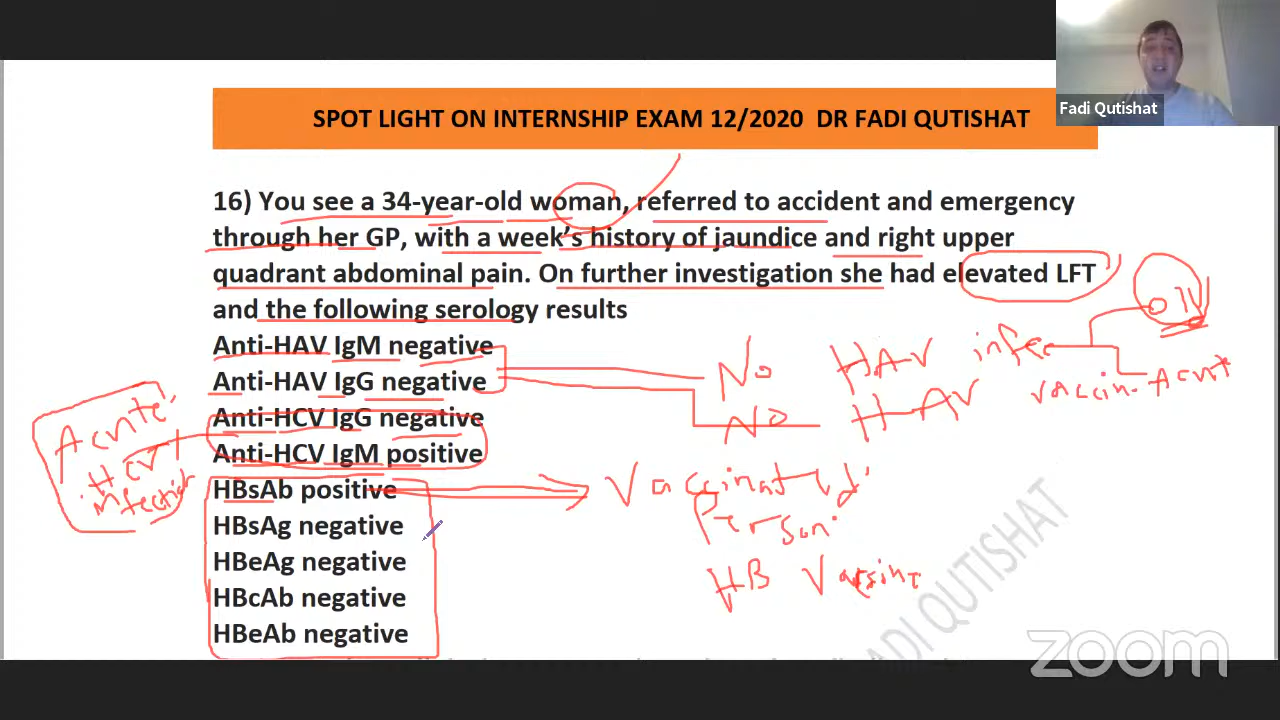 Fadi Qutishat
SPOT LIGHT ON INTERNSHIP EXAM 12/2020 DR FADI QUTISHAT
16) You see a 34-year-old woman, referred to accident and emergency
through her GP, with a week's history of jaundice and right upper
quadrant abdominal pain. On further investigation she had elevated LFT
and the following serology results
Anti-HAV IgM negative
Anti-HAV IgG negative
Anti-HCV IgG negative
Anti-HCV IgM positive
HBsAb positive
HBsAg negative
HBeAg negative
HBcAb negative
HBeAb negative
No HAV
NO HAV
Acute
HCV
infection
Person
HB
FADI QUTISHAT
zoom